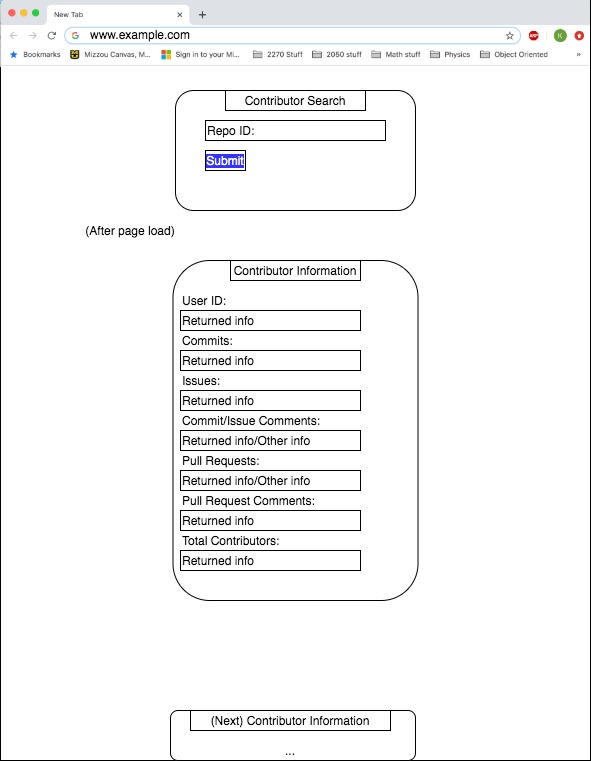 New Tab
www.example.com
ABP
K
Bookmarks Mizzou Canvas, M... Sign in to your Mi... 2270 Stuff 2050 stuff Math stuff Physics Object Oriented »
Contributor Search
Repo ID:
Submit
(After page load)
Contributor Information
User ID:
Returned info
Commits:
Returned info
Issues:
Returned info
Commit/Issue Comments:
Returned info/Other info
Pull Requests:
Returned info/Other info
Pull Request Comments:
Returned info
Total Contributors:
Returned info
(Next) Contributor Information
...